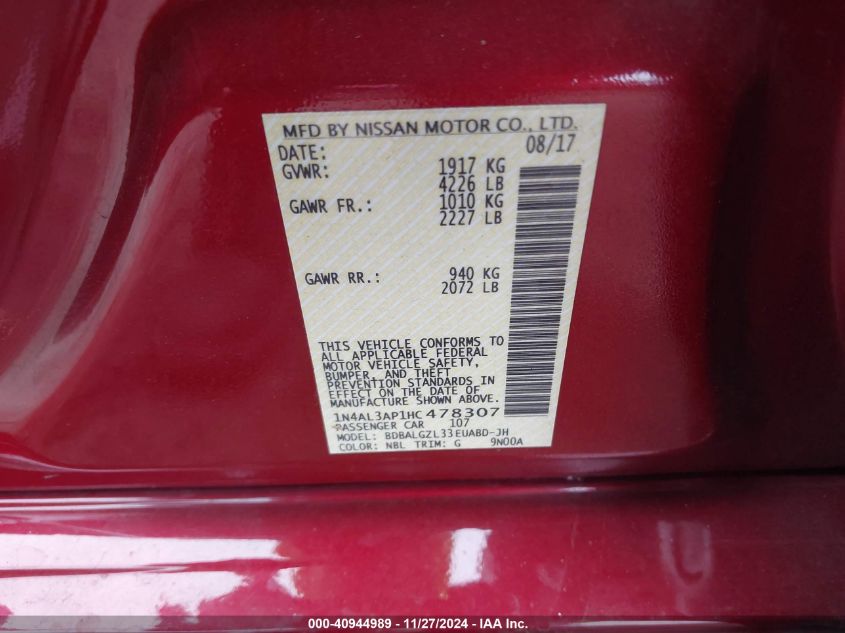 MFD BY NISSAN MOTOR CO., LTD.
DATE: 08/17
GVWR: 1917 KG
4226 LB
GAWR FR.: 1010 KG
2227 LB
GAWR RR.: 940 KG
2072 LB
THIS VEHICLE CONFORMS TO
ALL APPLICABLE FEDERAL
MOTOR VEHICLE SAFETY,
BUMPER, AND THEFT
PREVENTION STANDARDS IN
EFFECT ON THE DATE OF
MANUFACTURE SHOWN ABOVE.
1N4AL3AP1HC478307
PASSENGER CAR 107
MODEL: BDBALGZL33EUABD-JH
COLOR: NBL TRIM: G 9N00A
000-40944989 | 11/27/2024 - IAA Inc.